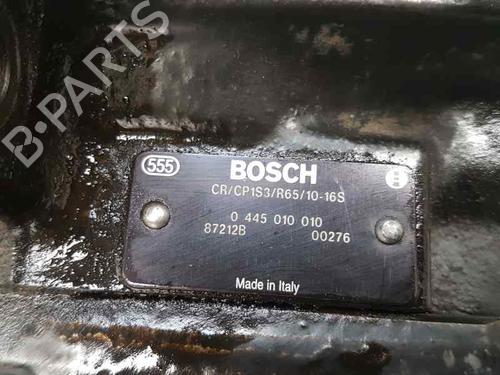 B-PARTS
555
BOSCH
CR/CP1S3/R65/10-16S
0 445 010 010
87212B 00276
Made in Italy